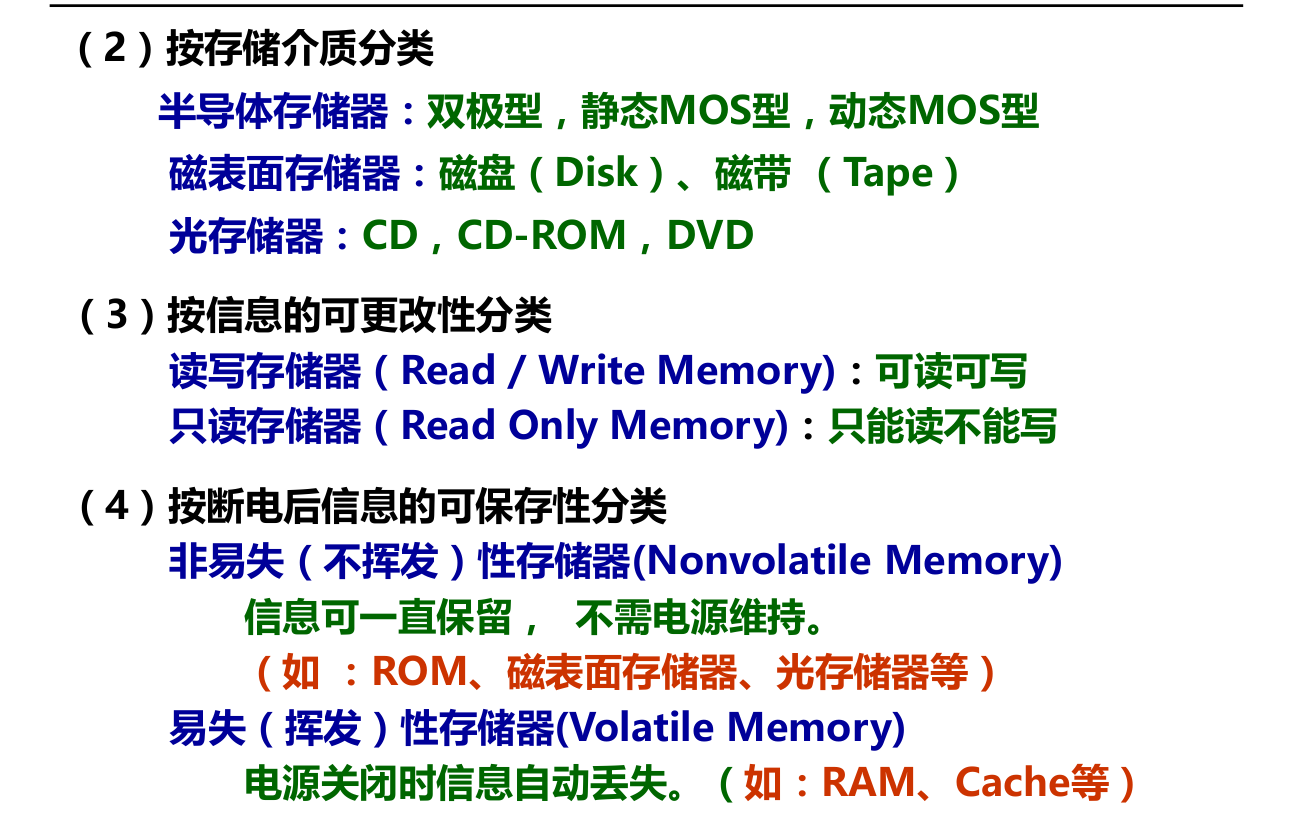 （2）按存储介质分类
半导体存储器：双极型，静态MOS型，动态MOS型
磁表面存储器：磁盘（Disk）、磁带 （Tape）
光存储器：CD，CD-ROM，DVD
（3）按信息的可更改性分类
读写存储器（Read / Write Memory)：可读可写
只读存储器（Read Only Memory)：只能读不能写
（4）按断电后信息的可保存性分类
非易失（不挥发）性存储器(Nonvolatile Memory)
信息可一直保留， 不需电源维持。
（如 ：ROM、磁表面存储器、光存储器等）
易失（挥发）性存储器(Volatile Memory)
电源关闭时信息自动丢失。（如：RAM、Cache等）